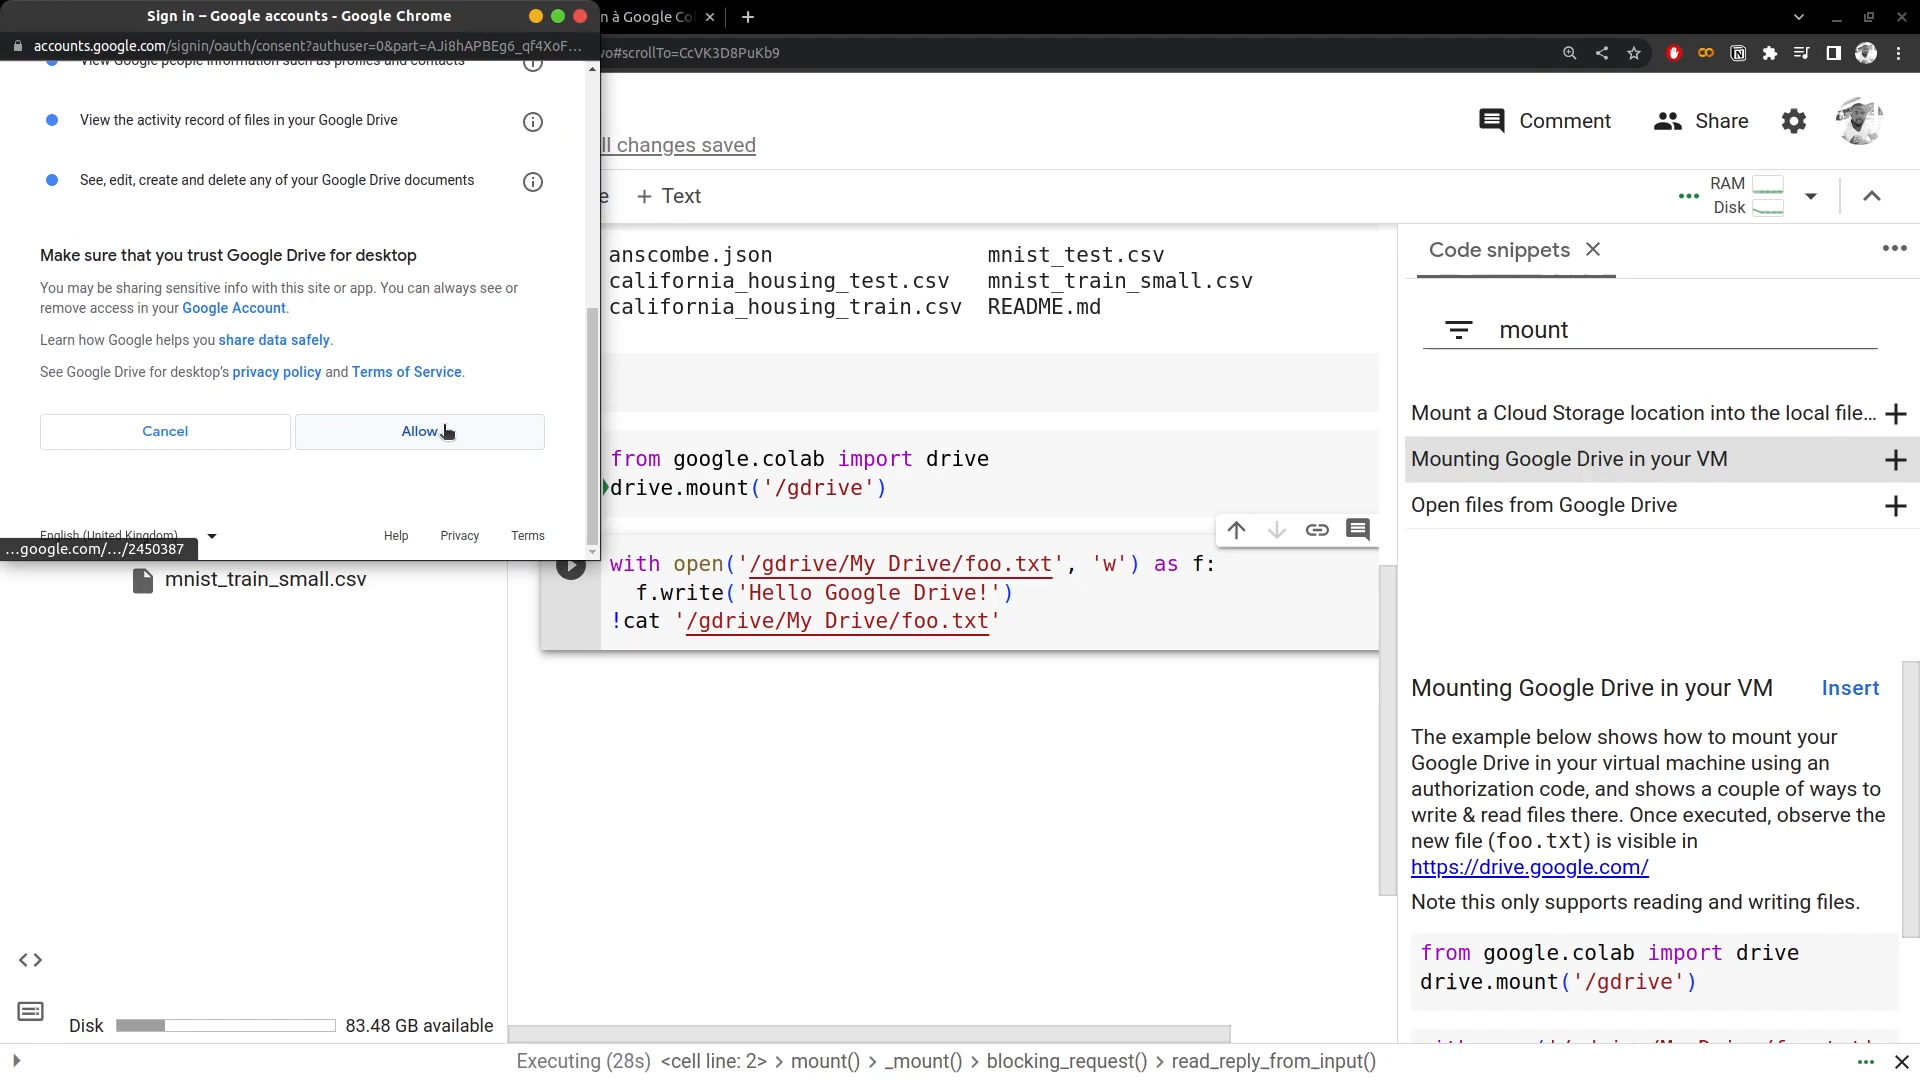 Sign in – Google accounts - Google Chrome
accounts.google.com/signin/oauth/consent?authuser=0&part=AJi8hAPBEg6_qf4XoF...
View Google people information such as profiles and contacts
View the activity record of files in your Google Drive
See, edit, create and delete any of your Google Drive documents
Make sure that you trust Google Drive for desktop
You may be sharing sensitive info with this site or app. You can always see or
remove access in your Google Account.
Learn how Google helps you share data safely.
See Google Drive for desktop's privacy policy and Terms of Service.
Cancel
Allow
English (United Kingdom)
Help
Privacy
Terms
...google.com/.../2450387
mnist_train_small.csv
Disk
83.48 GB available
n à Google Co
vo#scrollTo=CcVK3D8PuKb9
ll changes saved
Comment
Share
e
+ Text
RAM
Disk
anscombe.json mnist_test.csv
california_housing_test.csv mnist_train_small.csv
california_housing_train.csv README.md
from google.colab import drive
drive.mount('/gdrive')
with open('/gdrive/My Drive/foo.txt', 'w') as f:
f.write('Hello Google Drive!')
!cat '/gdrive/My Drive/foo.txt'
Code snippets
mount
Mount a Cloud Storage location into the local file...
Mounting Google Drive in your VM
Open files from Google Drive
Mounting Google Drive in your VM
Insert
The example below shows how to mount your
Google Drive in your virtual machine using an
authorization code, and shows a couple of ways to
write & read files there. Once executed, observe the
new file (foo.txt) is visible in
https://drive.google.com/
Note this only supports reading and writing files.
from google.colab import drive
drive.mount('/gdrive')
Executing (28s) <cell line: 2> > mount() > _mount() > blocking_request() > read_reply_from_input()